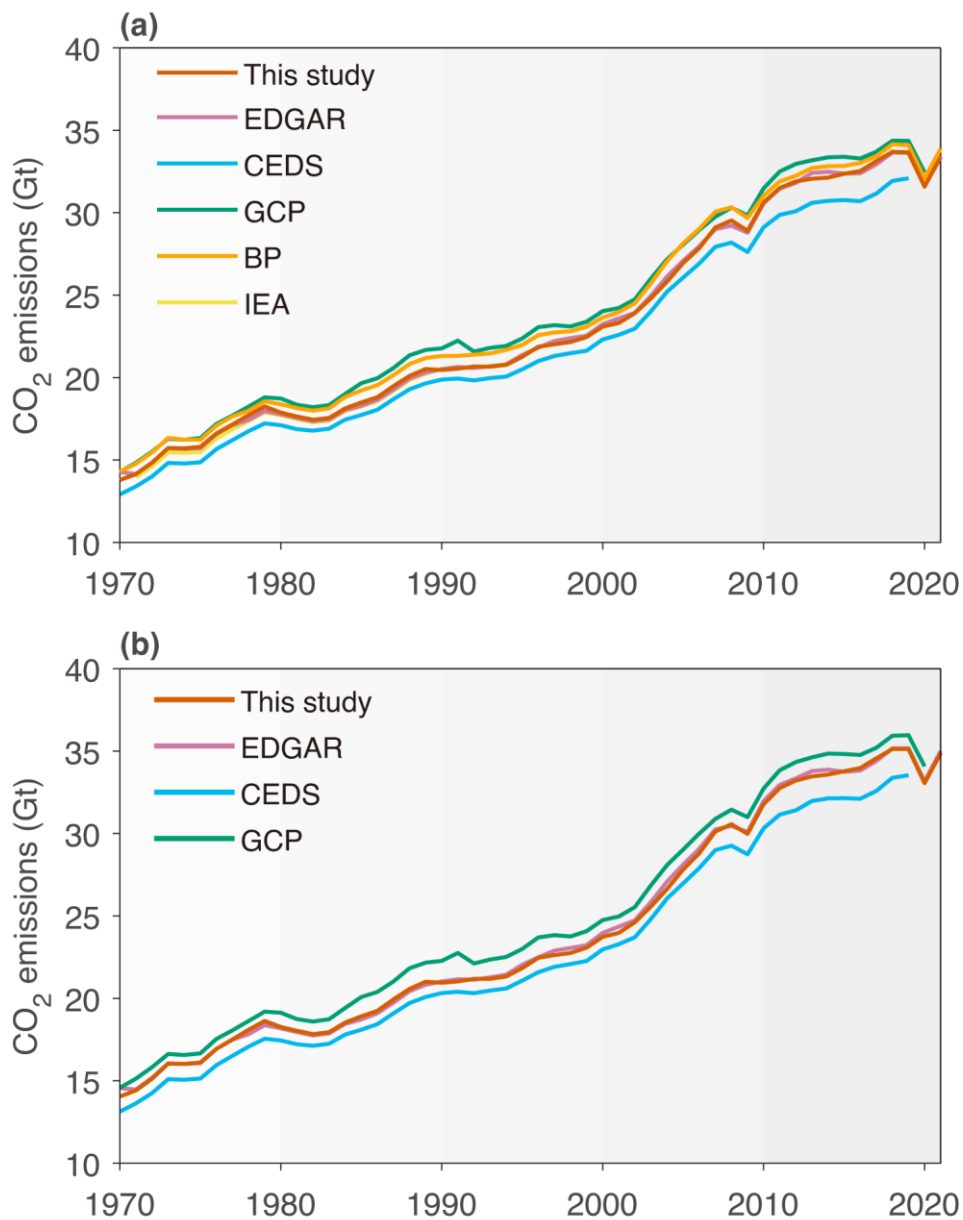 (a)
40
35
30
25
20
15
10
CO2 emissions (Gt)
This study
EDGAR
CEDS
GCP
BP
IEA
1970 1980 1990 2000 2010 2020
(b)
40
35
30
25
20
15
10
CO2 emissions (Gt)
This study
EDGAR
CEDS
GCP
1970 1980 1990 2000 2010 2020